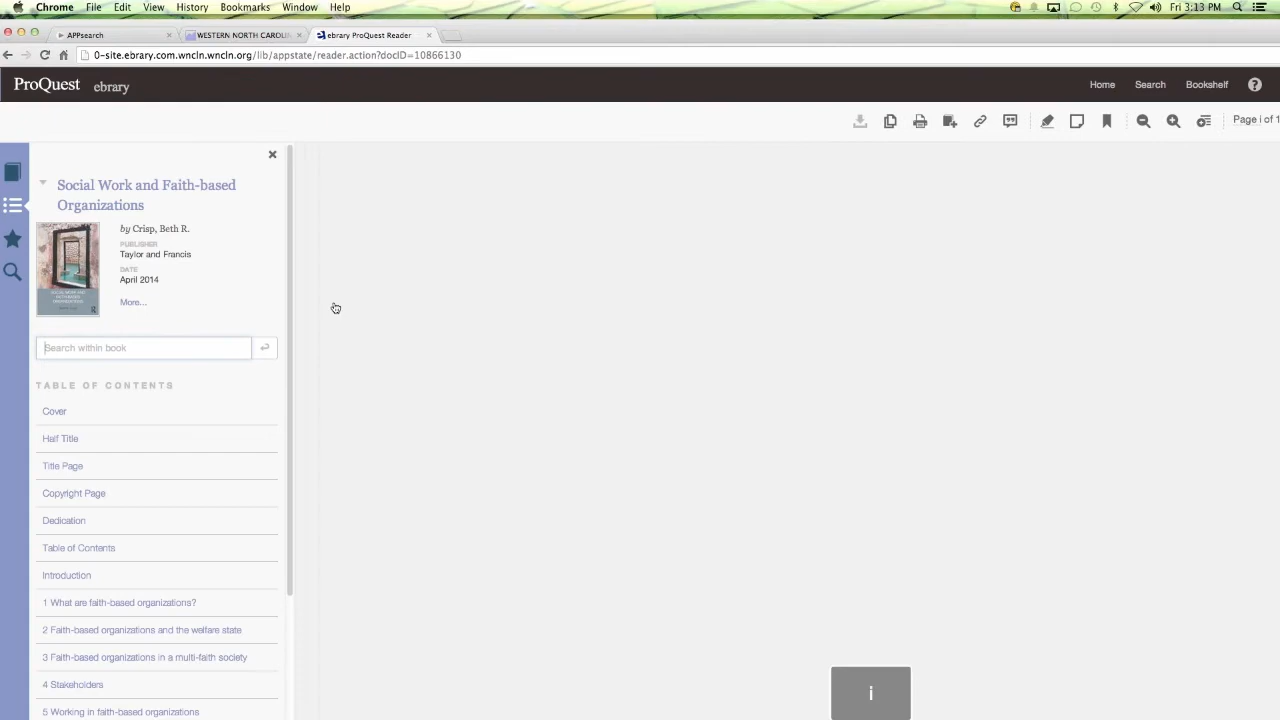 Chrome File Edit View History Bookmarks Window Help Fri 3:13 PM
APPsearch WESTERN NORTH CAROLI ebrary ProQuest Reader
0-site.ebrary.com.wncln.wncln.org/lib/appstate/reader.action?docID=10866130
ProQuest ebrary Home Search Bookshelf ?
Page i of 1
Social Work and Faith-based
Organizations
by Crisp, Beth R.
PUBLISHER
Taylor and Francis
DATE
April 2014
More...
Search within book
TABLE OF CONTENTS
Cover
Half Title
Title Page
Copyright Page
Dedication
Table of Contents
Introduction
1 What are faith-based organizations?
2 Faith-based organizations and the welfare state
3 Faith-based organizations in a multi-faith society
4 Stakeholders
5 Working in faith-based organizations
i